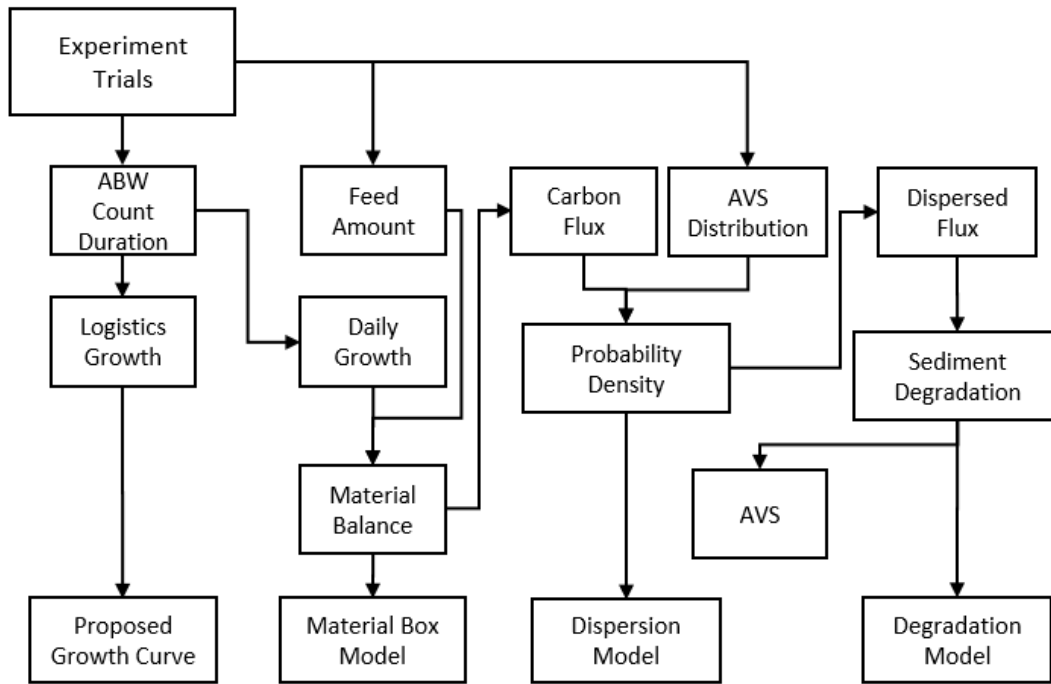 Experiment
Trials
ABW
Count
Duration
Feed
Amount
Carbon
Flux
AVS
Distribution
Dispersed
Flux
Logistics
Growth
Daily
Growth
Probability
Density
Sediment
Degradation
Material
Balance
AVS
Proposed
Growth Curve
Material Box
Model
Dispersion
Model
Degradation
Model